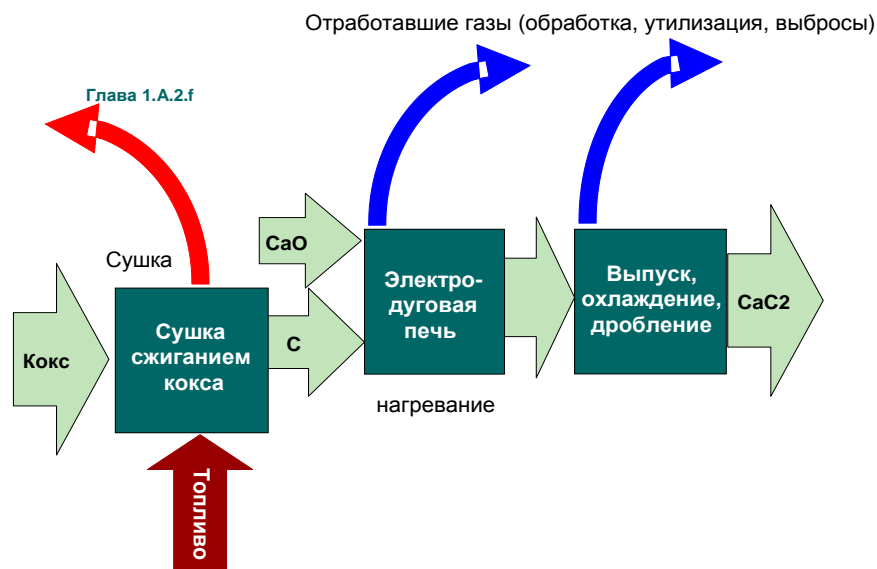 Отработавшие газы (обработка, утилизация, выбросы)
Глава 1.A.2.f
Сушка
CaO
Кокс
Сушка
сжиганием
кокса
C
Электро-
дуговая
печь
Выпуск,
охлаждение,
дробление
CaC2
нагревание
Топливо